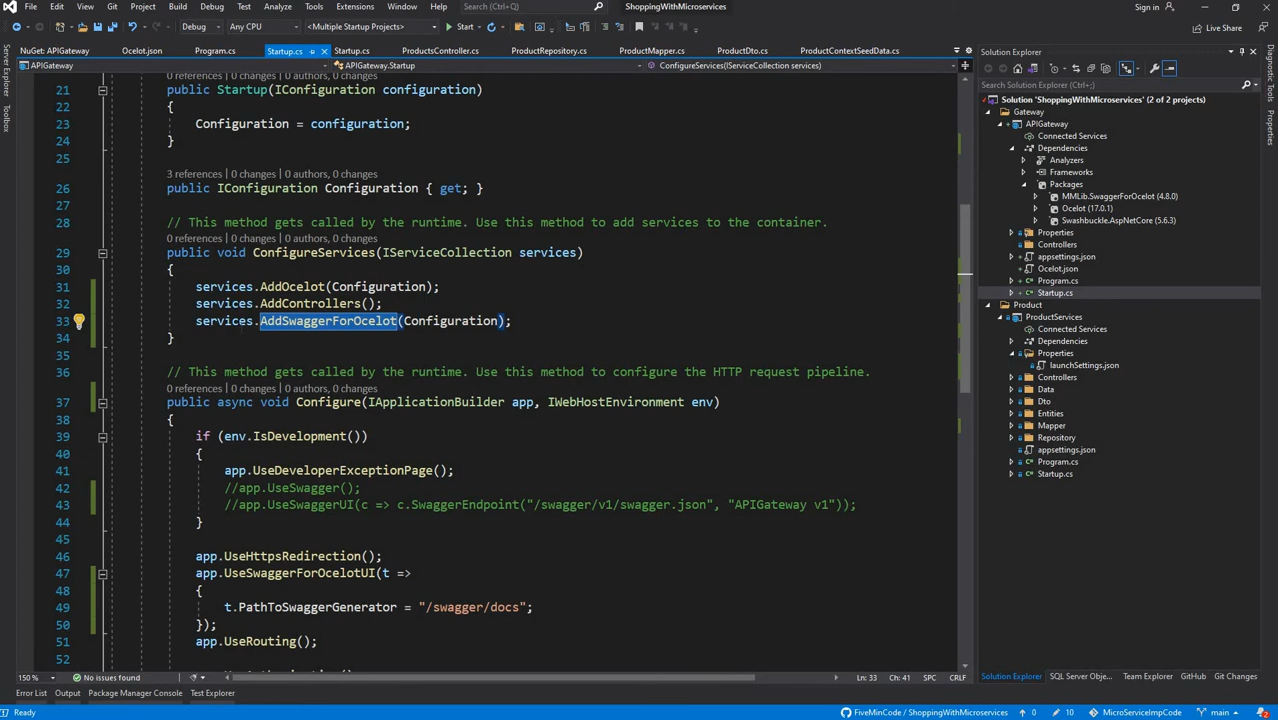 File Edit View Git Project Build Debug Test Analyze Tools Extensions Window Help Search (Ctrl+Q) ShoppingWithMicroservices Sign in
Debug Any CPU <Multiple Startup Projects> Start Live Share
NuGet: APIGateway Ocelot.json Program.cs Startup.cs Startup.cs ProductsController.cs ProductRepository.cs ProductMapper.cs ProductDto.cs ProductContextSeedData.cs
APIGateway APIGateway.Startup ConfigureServices(IServiceCollection services)
Server Explorer
Toolbox
0 references | 0 changes | 0 authors, 0 changes
21 public Startup(IConfiguration configuration)
22 {
23 Configuration = configuration;
24 }
25
3 references | 0 changes | 0 authors, 0 changes
26 public IConfiguration Configuration { get; }
27
28 // This method gets called by the runtime. Use this method to add services to the container.
0 references | 0 changes | 0 authors, 0 changes
29 public void ConfigureServices(IServiceCollection services)
30 {
31 services.AddOcelot(Configuration);
32 services.AddControllers();
33 services.AddSwaggerForOcelot(Configuration);
34 }
35
36 // This method gets called by the runtime. Use this method to configure the HTTP request pipeline.
0 references | 0 changes | 0 authors, 0 changes
37 public async void Configure(IApplicationBuilder app, IWebHostEnvironment env)
38 {
39 if (env.IsDevelopment())
40 {
41 app.UseDeveloperExceptionPage();
42 //app.UseSwagger();
43 //app.UseSwaggerUI(c => c.SwaggerEndpoint("/swagger/v1/swagger.json", "APIGateway v1"));
44 }
45
46 app.UseHttpsRedirection();
47 app.UseSwaggerForOcelotUI(t =>
48 {
49 t.PathToSwaggerGenerator = "/swagger/docs";
50 });
51 app.UseRouting();
52
150 % No issues found Ln: 33 Ch: 41 SPC CRLF
Error List Output Package Manager Console Test Explorer
Solution Explorer
Search Solution Explorer (Ctrl+;)
Solution 'ShoppingWithMicroservices' (2 of 2 projects)
Gateway
APIGateway
Connected Services
Dependencies
Analyzers
Frameworks
Packages
MMLib.SwaggerForOcelot (4.8.0)
Ocelot (17.0.1)
Swashbuckle.AspNetCore (5.6.3)
Properties
Controllers
appsettings.json
Ocelot.json
Program.cs
Startup.cs
Product
ProductServices
Connected Services
Dependencies
Properties
launchSettings.json
Controllers
Data
Dto
Entities
Mapper
Repository
appsettings.json
Program.cs
Startup.cs
Solution Explorer SQL Server Obje... Team Explorer GitHub Git Changes
Diagnostic Tools
Properties
Ready FiveMinCode / ShoppingWithMicroservices 0 10 MicroServiceImpCode main 2